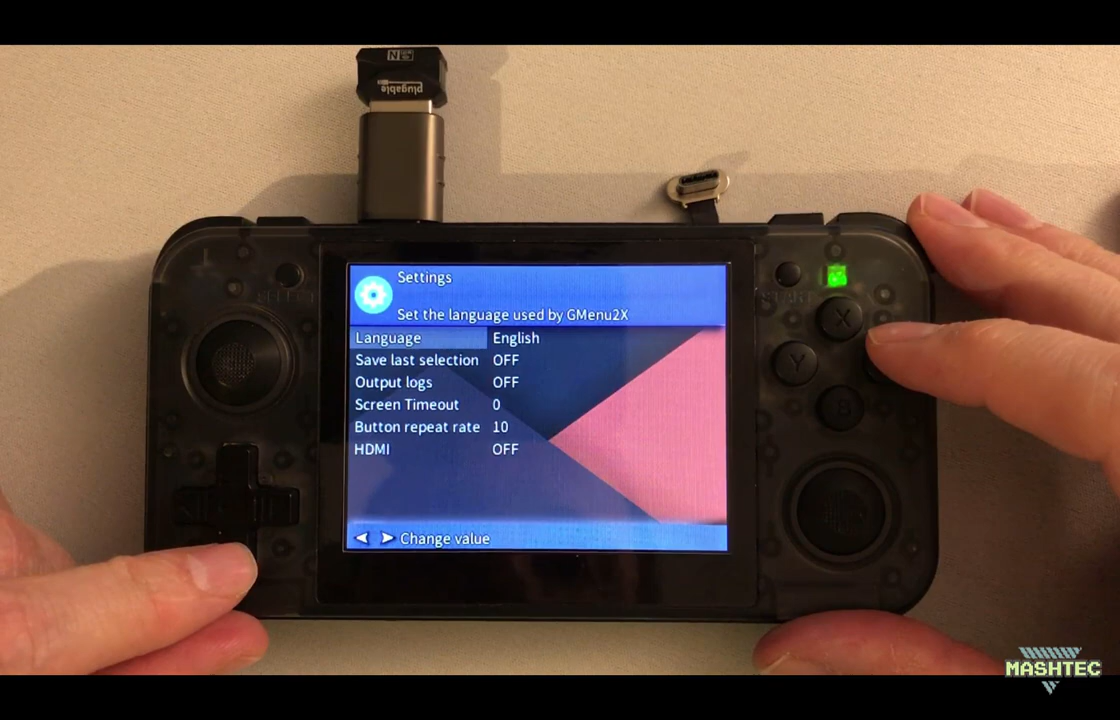 plugable
SELECT
START
X
Y
B
Settings
Set the language used by GMenu2X
Language English
Save last selection OFF
Output logs OFF
Screen Timeout 0
Button repeat rate 10
HDMI OFF
Change value
MASHTEC